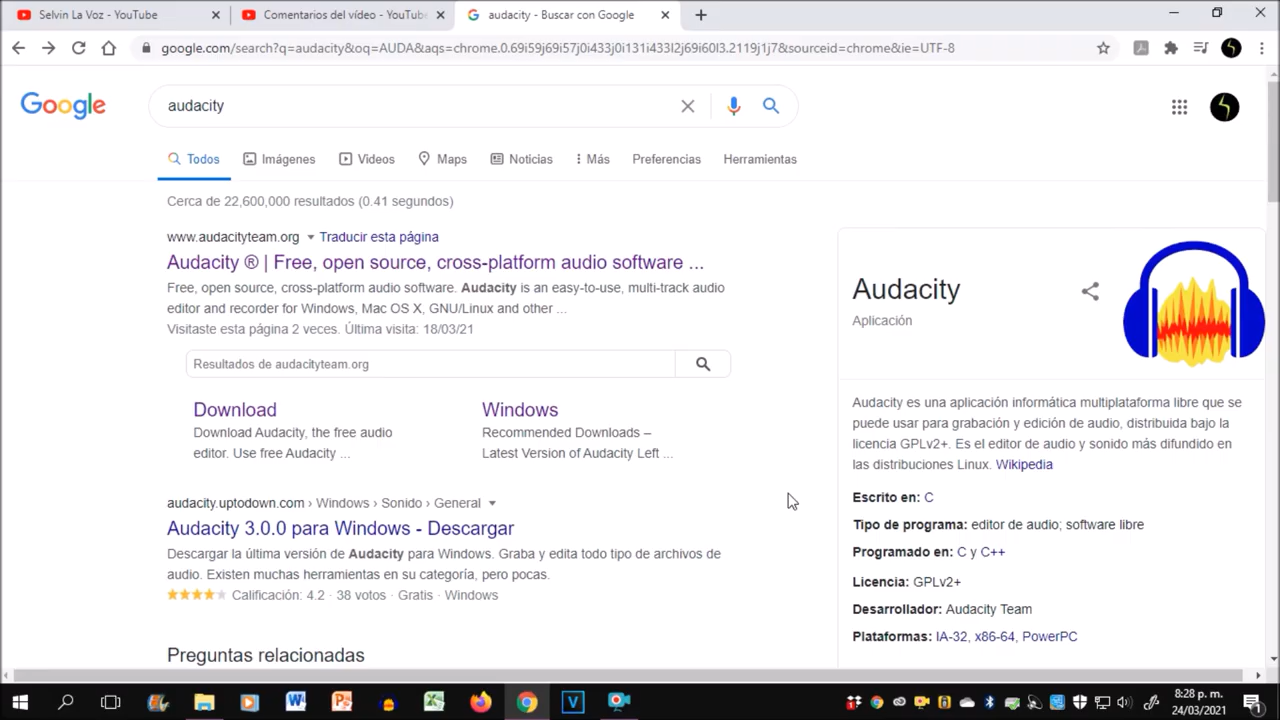 Selvin La Voz - YouTube
Comentarios del vídeo - YouTube
audacity - Buscar con Google
google.com/search?q=audacity&oq=AUDA&aqs=chrome.0.69i59j69i57j0i433j0i131i433l2j69i60l3.2119j1j7&sourceid=chrome&ie=UTF-8
Google
audacity
Todos
Imágenes
Videos
Maps
Noticias
Más
Preferencias
Herramientas
Cerca de 22,600,000 resultados (0.41 segundos)
www.audacityteam.org
Traducir esta página
Audacity ® | Free, open source, cross-platform audio software ...
Free, open source, cross-platform audio software. Audacity is an easy-to-use, multi-track audio
editor and recorder for Windows, Mac OS X, GNU/Linux and other ...
Visitaste esta página 2 veces. Última visita: 18/03/21
Resultados de audacityteam.org
Download
Download Audacity, the free audio
editor. Use free Audacity ...
Windows
Recommended Downloads –
Latest Version of Audacity Left ...
audacity.uptodown.com › Windows › Sonido › General
Audacity 3.0.0 para Windows - Descargar
Descargar la última versión de Audacity para Windows. Graba y edita todo tipo de archivos de
audio. Existen muchas herramientas en su categoría, pero pocas.
Calificación: 4.2 · 38 votos · Gratis · Windows
Preguntas relacionadas
Audacity
Aplicación
Audacity es una aplicación informática multiplataforma libre que se
puede usar para grabación y edición de audio, distribuida bajo la
licencia GPLv2+. Es el editor de audio y sonido más difundido en
las distribuciones Linux. Wikipedia
Escrito en: C
Tipo de programa: editor de audio; software libre
Programado en: C y C++
Licencia: GPLv2+
Desarrollador: Audacity Team
Plataformas: IA-32, x86-64, PowerPC
8:28 p. m.
24/03/2021